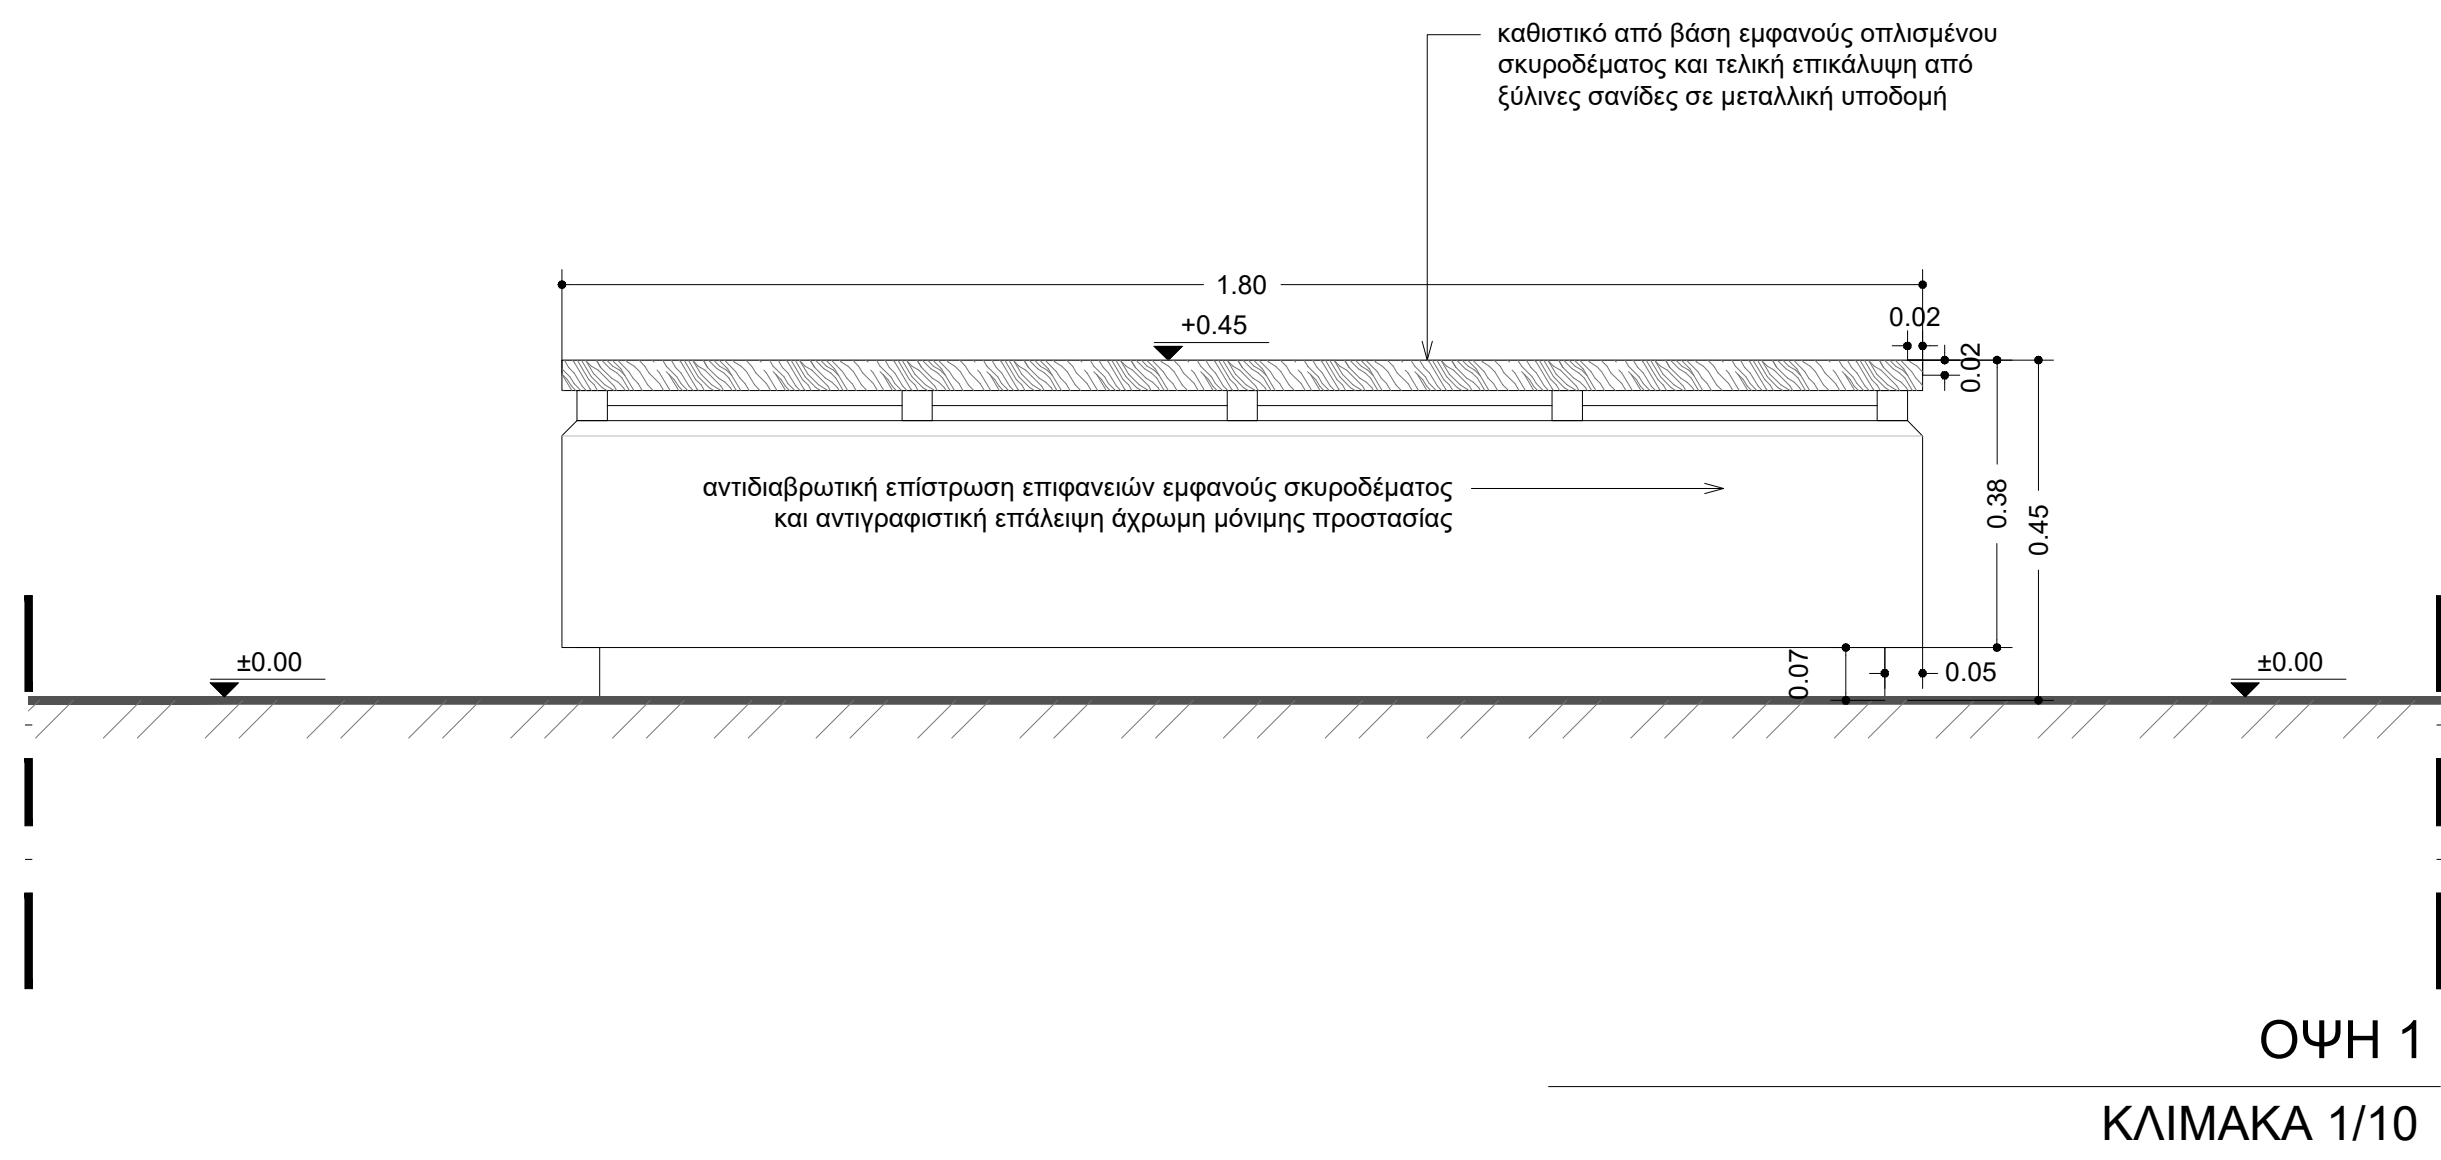 καθιστικό από βάση εμφανούς οπλισμένου
σκυροδέματος και τελική επικάλυψη από
ξύλινες σανίδες σε μεταλλική υποδομή
1.80
+0.45
0.02
0.02
αντιδιαβρωτική επίστρωση επιφανειών εμφανούς σκυροδέματος
και αντιγραφιστική επάλειψη άχρωμη μόνιμης προστασίας
0.38
0.45
±0.00
0.07
0.05
±0.00
ΟΨΗ 1
ΚΛΙΜΑΚΑ 1/10